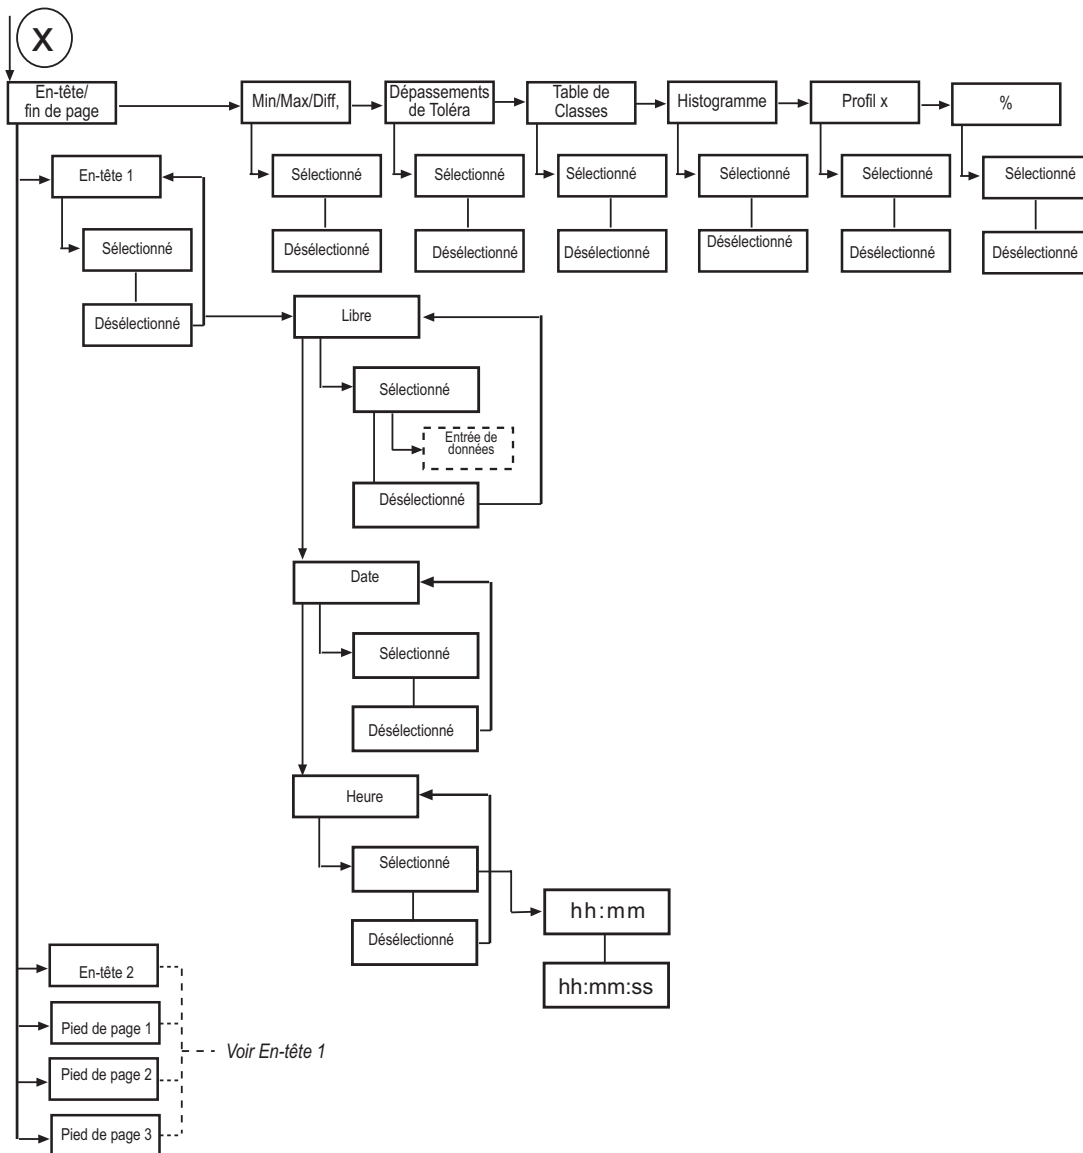 X
En-tête/
fin de page
Min/Max/Diff,
Dépassements
de Toléra
Table de
Classes
Histogramme
Profil x
%
En-tête 1
Sélectionné
Sélectionné
Sélectionné
Sélectionné
Sélectionné
Sélectionné
Sélectionné
Désélectionné
Désélectionné
Désélectionné
Désélectionné
Désélectionné
Désélectionné
Désélectionné
Libre
Sélectionné
Entrée de
données
Désélectionné
Date
Sélectionné
Désélectionné
Heure
Sélectionné
Désélectionné
hh:mm
hh:mm:ss
En-tête 2
Pied de page 1
Voir En-tête 1
Pied de page 2
Pied de page 3